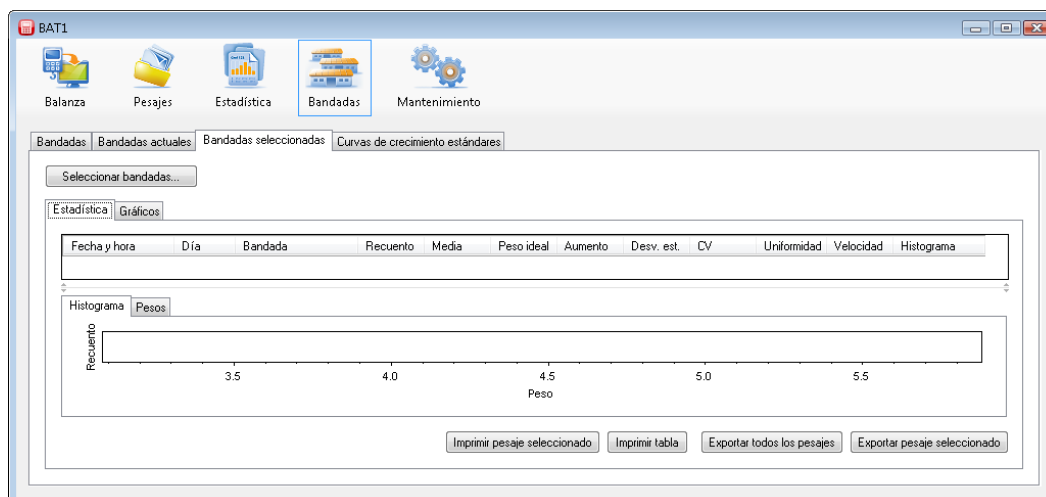 BAT1
Balanza Pesajes Estadística Bandadas Mantenimiento
Bandadas Bandadas actuales Bandadas seleccionadas Curvas de crecimiento estándares
Seleccionar bandadas...
Estadística Gráficos
Fecha y hora Día Bandada Recuento Media Peso ideal Aumento Desv. est. CV Uniformidad Velocidad Histograma
Histograma Pesos
Recuento
3.5 4.0 4.5 5.0 5.5
Peso
Imprimir pesaje seleccionado Imprimir tabla Exportar todos los pesajes Exportar pesaje seleccionado